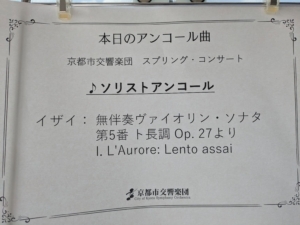 本日のアンコール曲
京都市交響楽団 スプリング・コンサート
♪ソリストアンコール
イザイ： 無伴奏ヴァイオリン・ソナタ
第5番 ト長調 Op. 27より
I. L'Aurore: Lento assai
京都市交響楽団